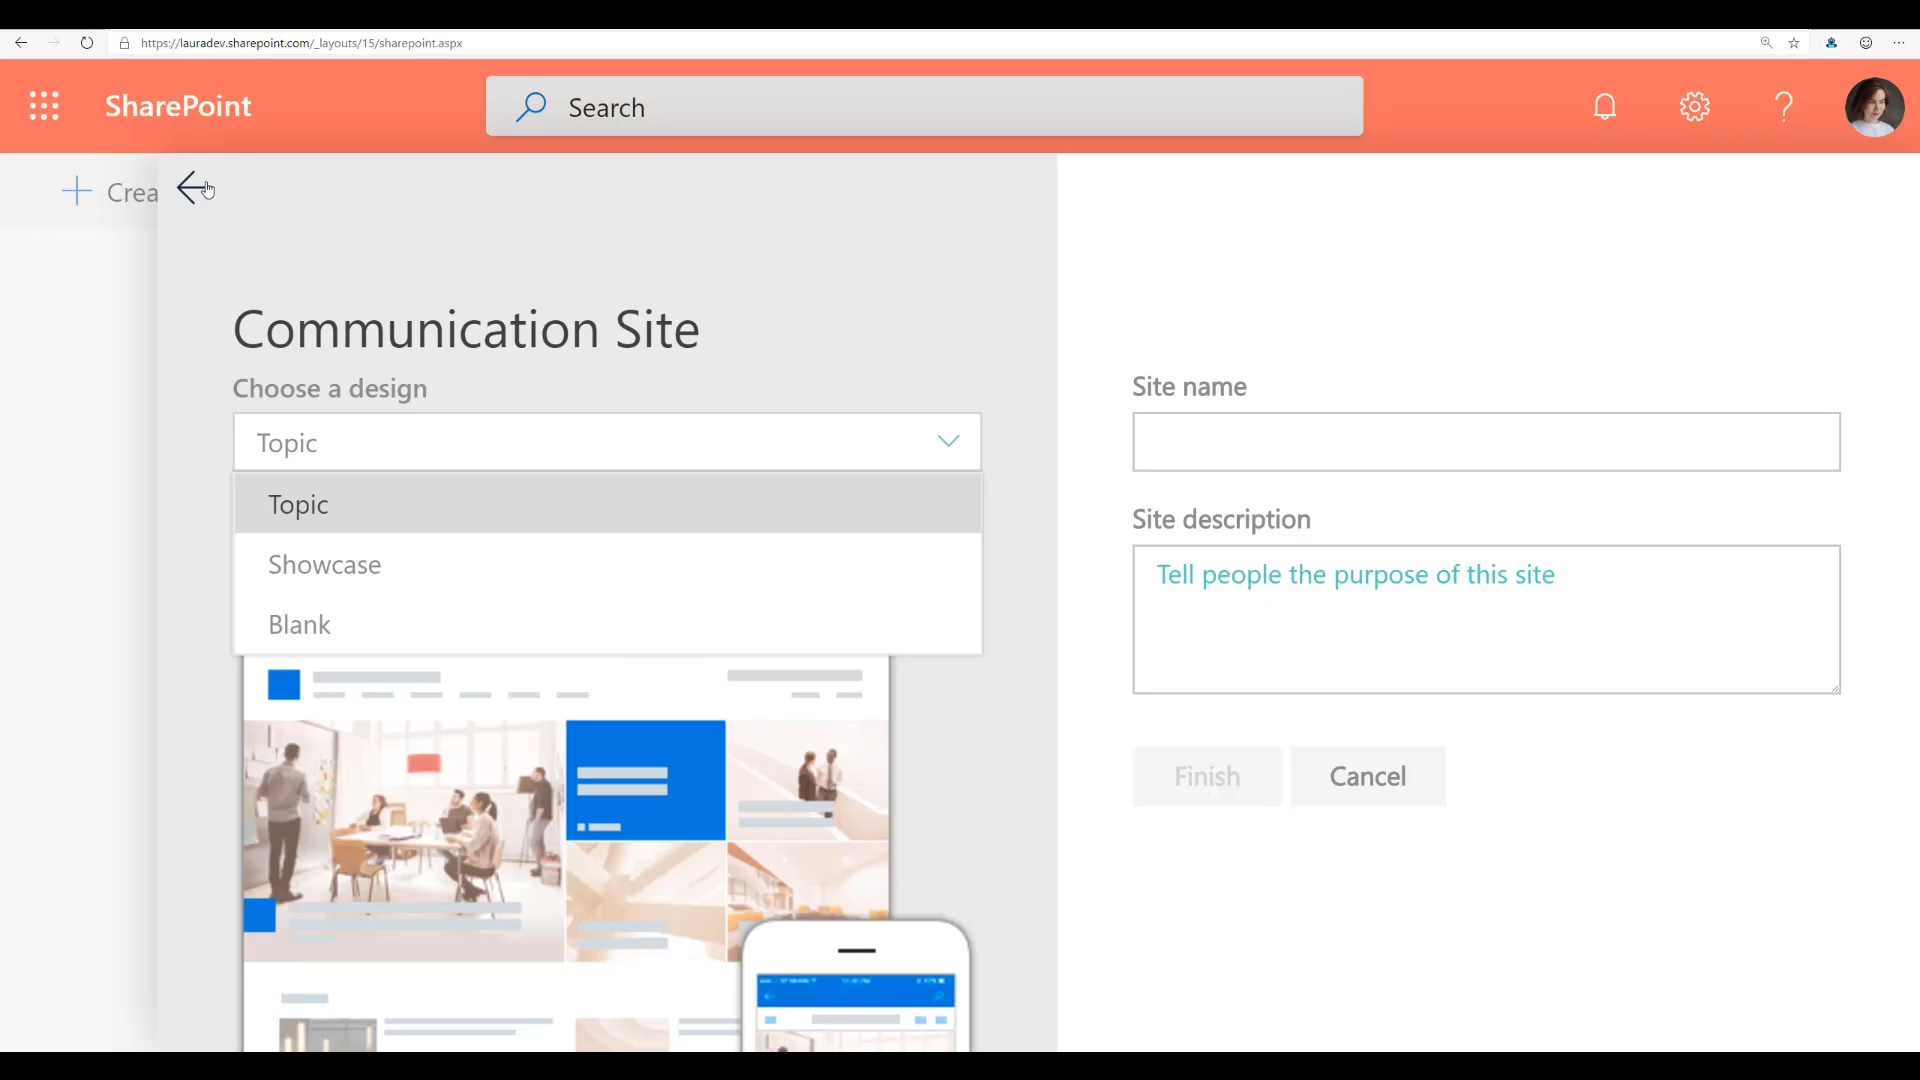 https://lauradev.sharepoint.com/_layouts/15/sharepoint.aspx
SharePoint
Search
Crea
Communication Site
Choose a design
Topic
Topic
Showcase
Blank
Site name
Site description
Tell people the purpose of this site
Finish
Cancel